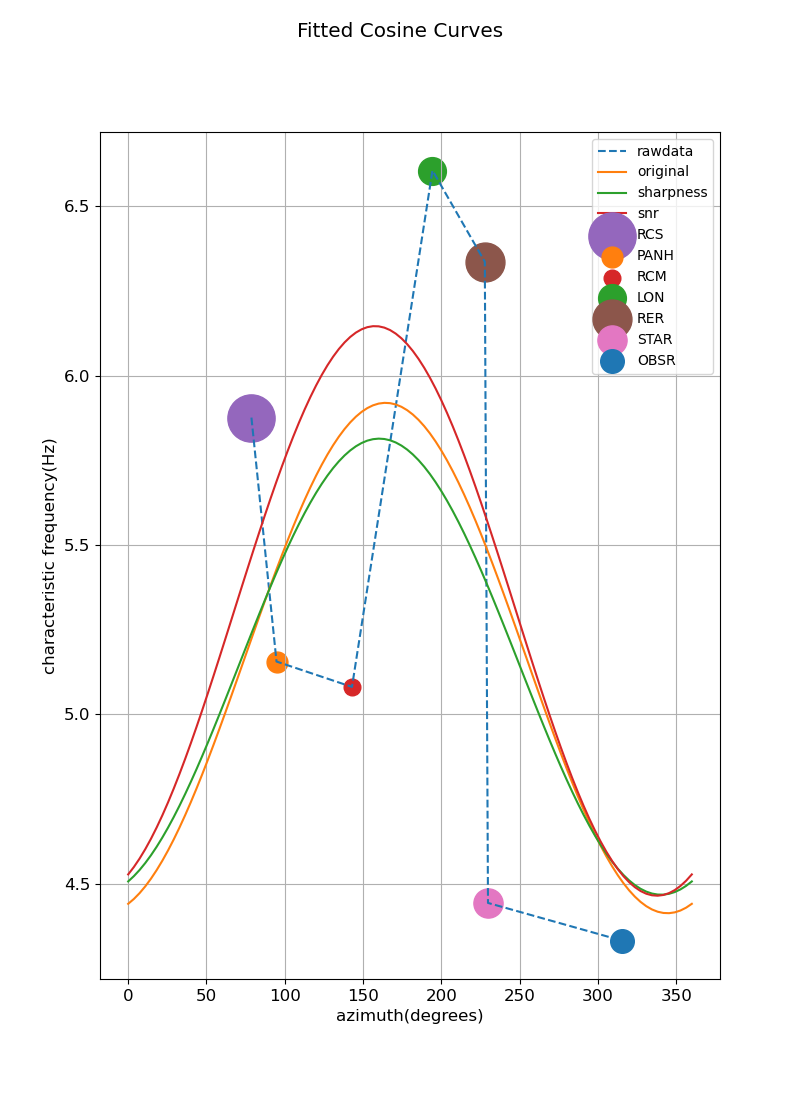 Fitted Cosine Curves
rawdata
original
sharpness
snr
RCS
PANH
RCM
LON
RER
STAR
OBSR
characteristic frequency(Hz)
6.5
6.0
5.5
5.0
4.5
0 50 100 150 200 250 300 350
azimuth(degrees)